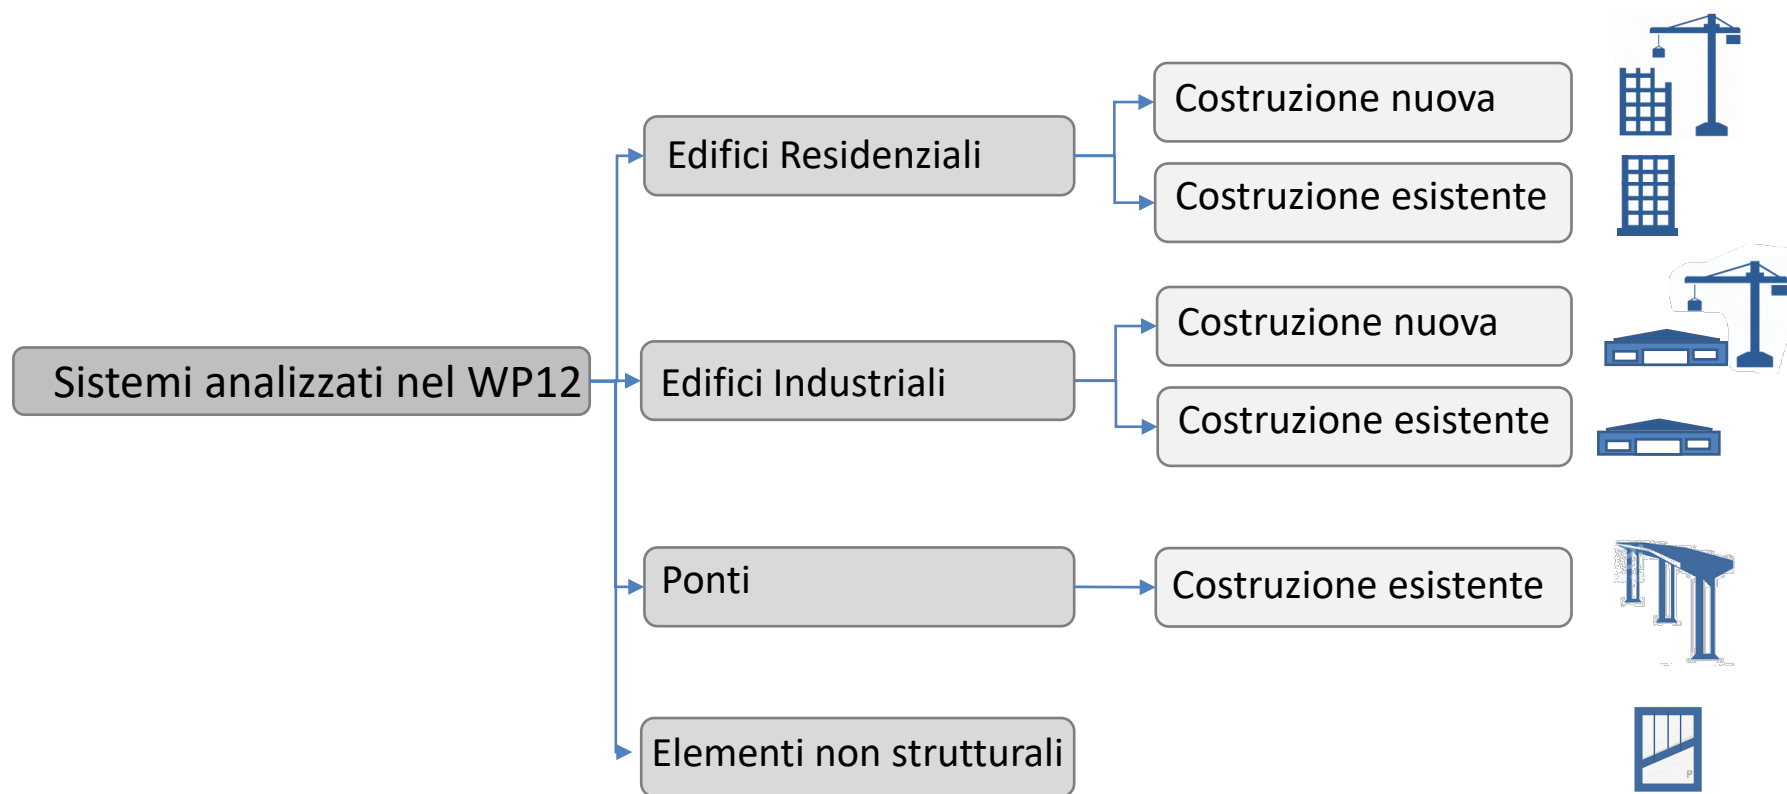 Costruzione nuova
Edifici Residenziali
Costruzione esistente
Costruzione nuova
Sistemi analizzati nel WP12
Edifici Industriali
Costruzione esistente
Ponti
Costruzione esistente
Elementi non strutturali
P